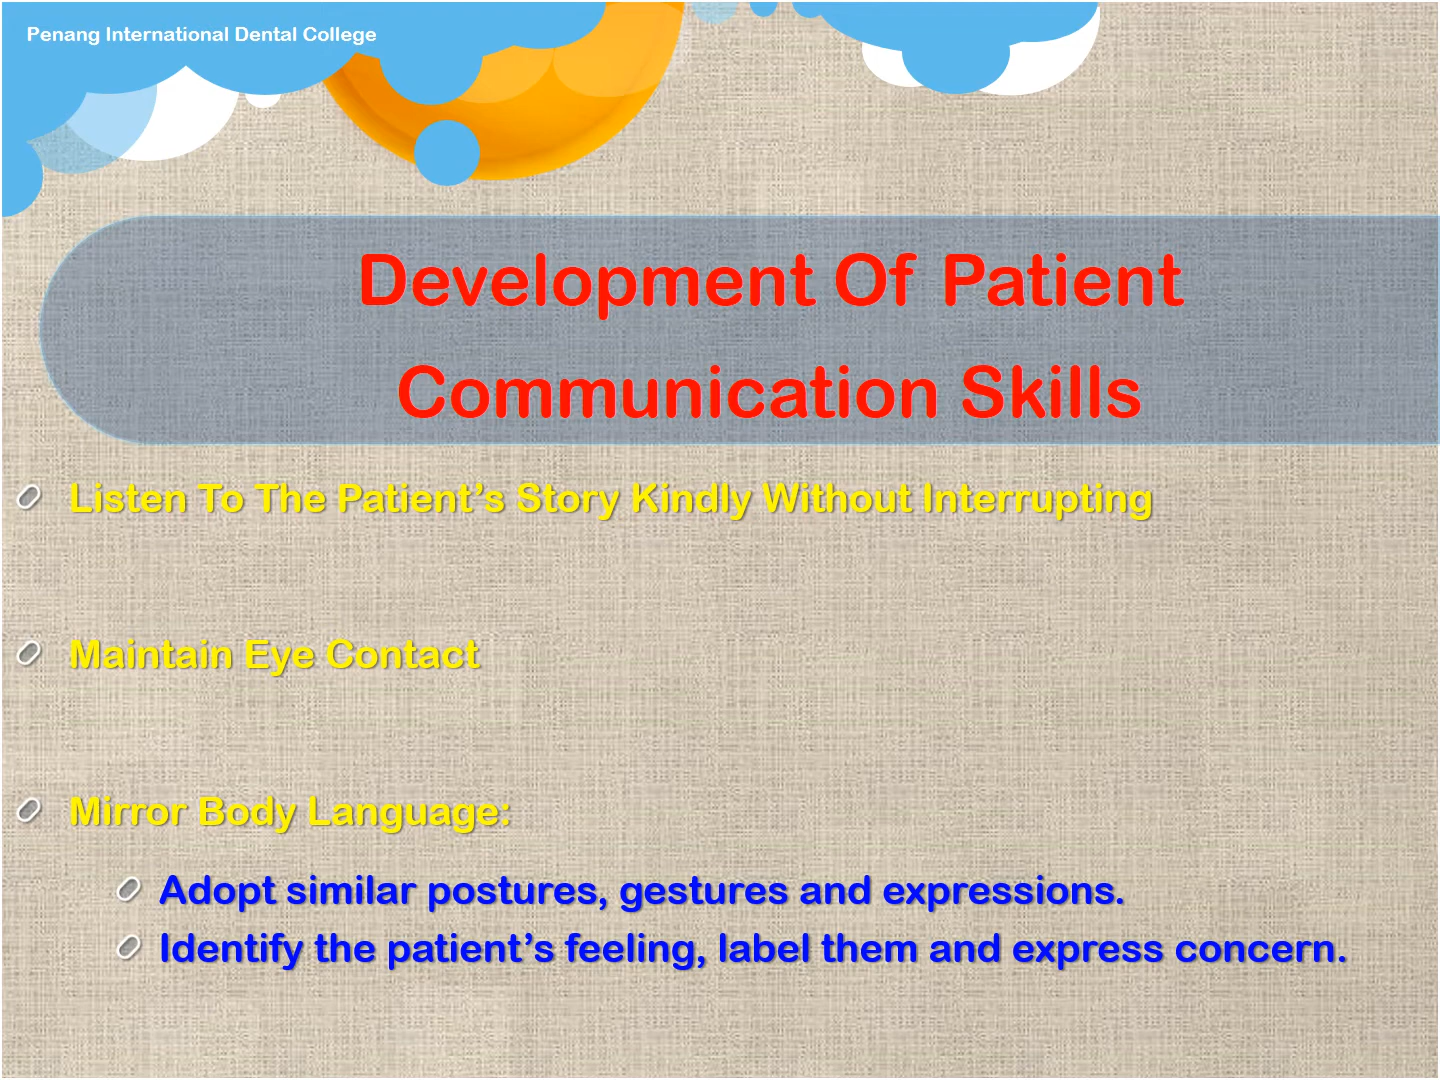 Penang International Dental College
Development Of Patient
Communication Skills
Listen To The Patient’s Story Kindly Without Interrupting
Maintain Eye Contact
Mirror Body Language:
Adopt similar postures, gestures and expressions.
Identify the patient’s feeling, label them and express concern.